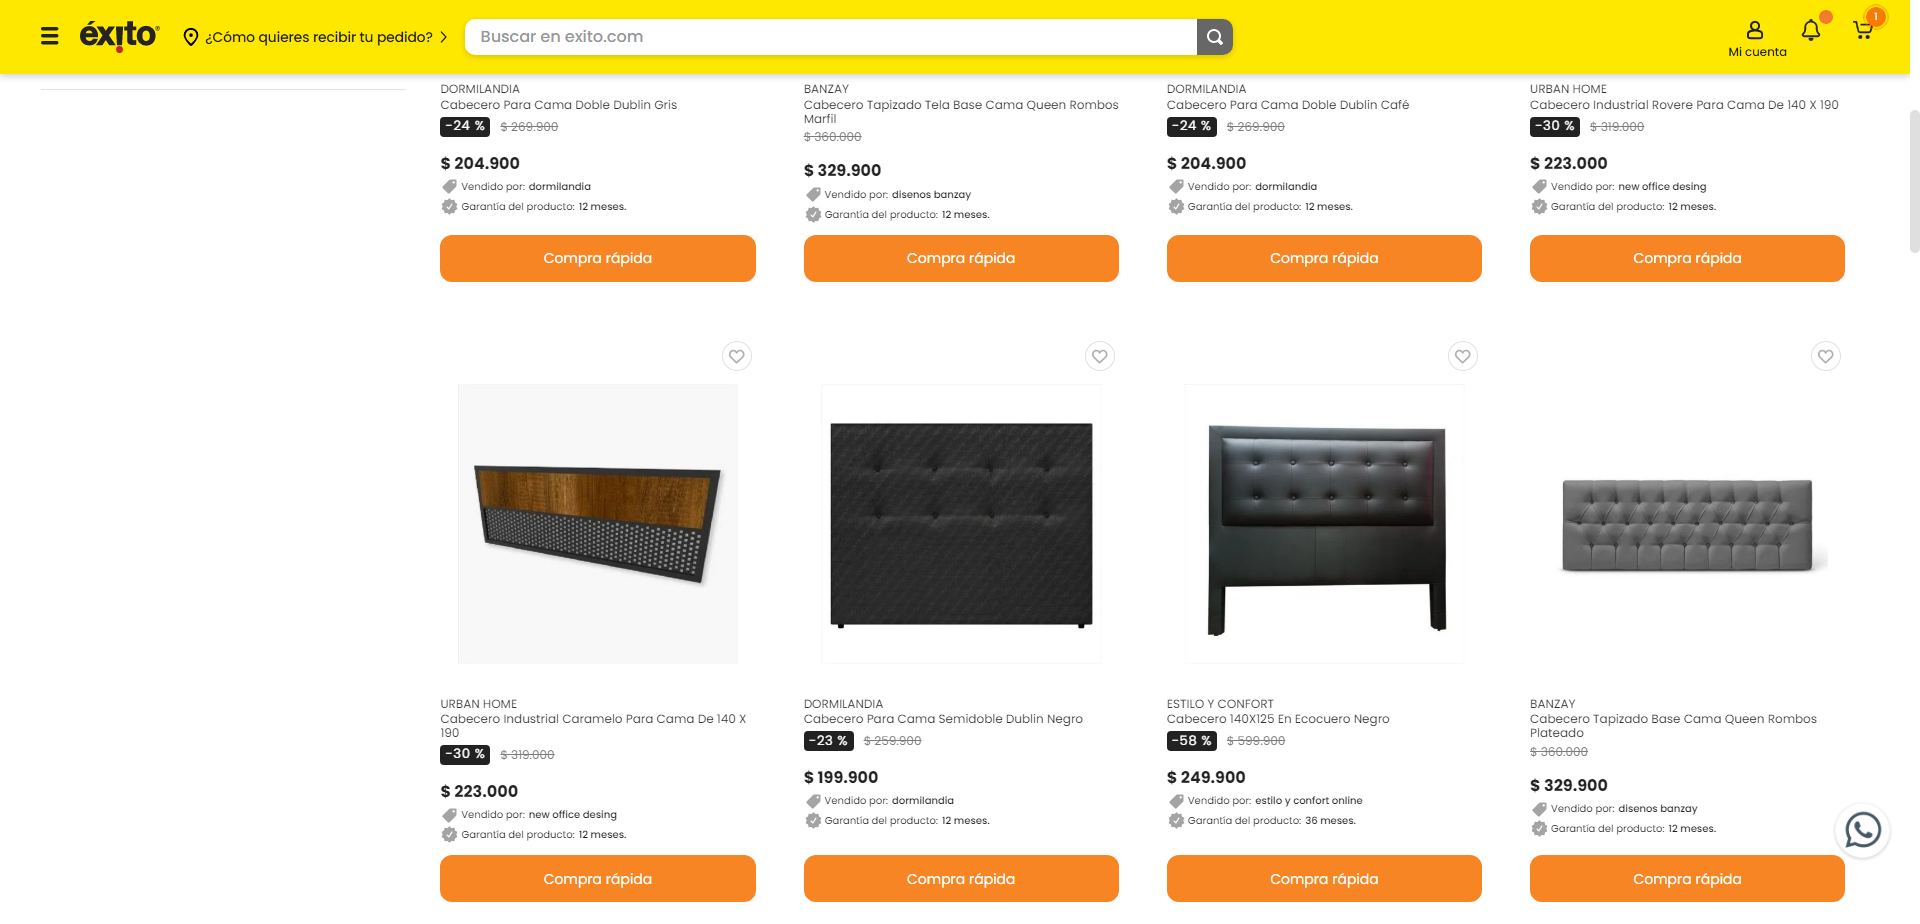 éxito
¿Cómo quieres recibir tu pedido?
Buscar en exito.com
Mi cuenta
1
DORMILANDIA
Cabecero Para Cama Doble Dublin Gris
-24 % $ 269.900
$ 204.900
Vendido por: dormilandia
Garantía del producto: 12 meses.
Compra rápida
BANZAY
Cabecero Tapizado Tela Base Cama Queen Rombos
Marfil
$ 360.000
$ 329.900
Vendido por: disenos banzay
Garantía del producto: 12 meses.
Compra rápida
DORMILANDIA
Cabecero Para Cama Doble Dublin Café
-24 % $ 269.900
$ 204.900
Vendido por: dormilandia
Garantía del producto: 12 meses.
Compra rápida
URBAN HOME
Cabecero Industrial Rovere Para Cama De 140 X 190
-30 % $ 319.000
$ 223.000
Vendido por: new office desing
Garantía del producto: 12 meses.
Compra rápida
URBAN HOME
Cabecero Industrial Caramelo Para Cama De 140 X
190
-30 % $ 319.000
$ 223.000
Vendido por: new office desing
Garantía del producto: 12 meses.
Compra rápida
DORMILANDIA
Cabecero Para Cama Semidoble Dublin Negro
-23 % $ 259.900
$ 199.900
Vendido por: dormilandia
Garantía del producto: 12 meses.
Compra rápida
ESTILO Y CONFORT
Cabecero 140X125 En Ecocuero Negro
-58 % $ 599.900
$ 249.900
Vendido por: estilo y confort online
Garantía del producto: 36 meses.
Compra rápida
BANZAY
Cabecero Tapizado Base Cama Queen Rombos
Plateado
$ 360.000
$ 329.900
Vendido por: disenos banzay
Garantía del producto: 12 meses.
Compra rápida